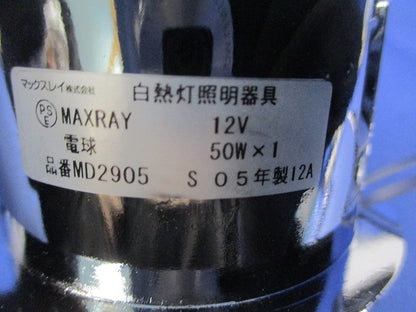 マックスレイ株式会社 白熱灯照明器具
PSE MAXRAY 12V
電球 50W×1
品番MD2905 S 05年製12A